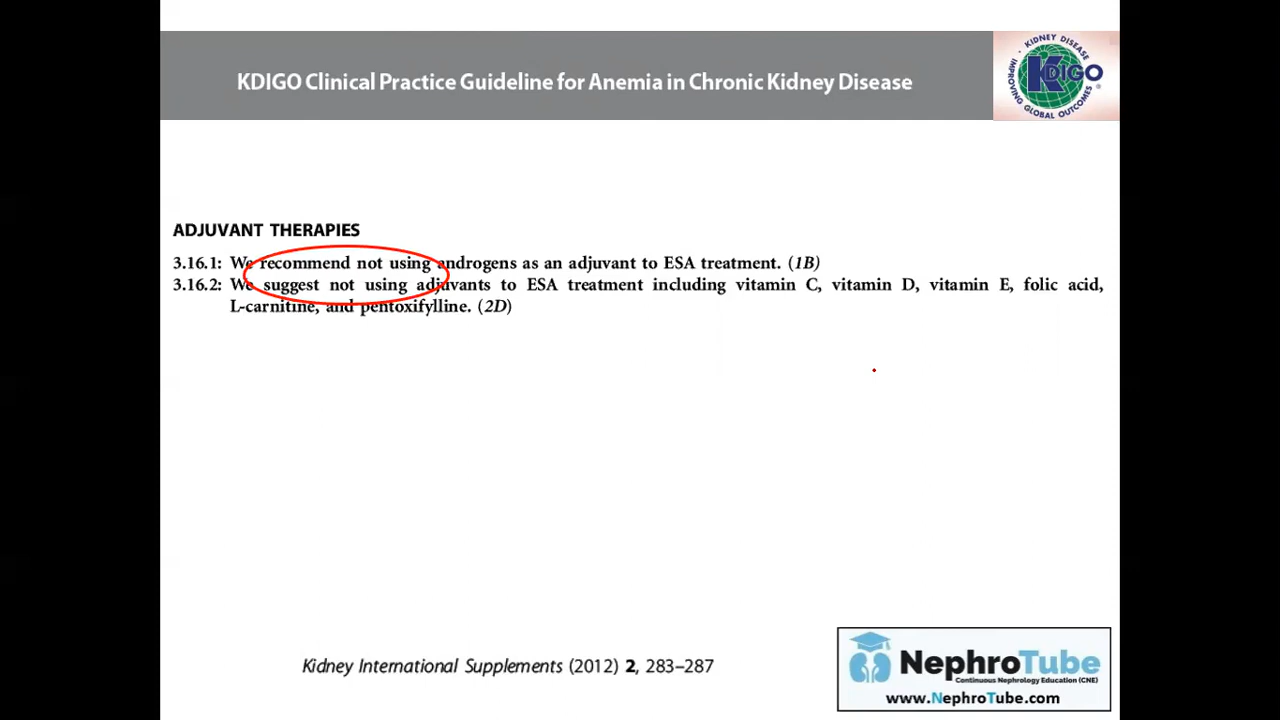 KDIGO Clinical Practice Guideline for Anemia in Chronic Kidney Disease
KIDNEY DISEASE
KDIGO
IMPROVING GLOBAL OUTCOMES
®
ADJUVANT THERAPIES
3.16.1: We recommend not using androgens as an adjuvant to ESA treatment. (1B)
3.16.2: We suggest not using adjuvants to ESA treatment including vitamin C, vitamin D, vitamin E, folic acid,
L-carnitine, and pentoxifylline. (2D)
Kidney International Supplements (2012) 2, 283–287
NephroTube
Continuous Nephrology Education (CNE)
www.NephroTube.com